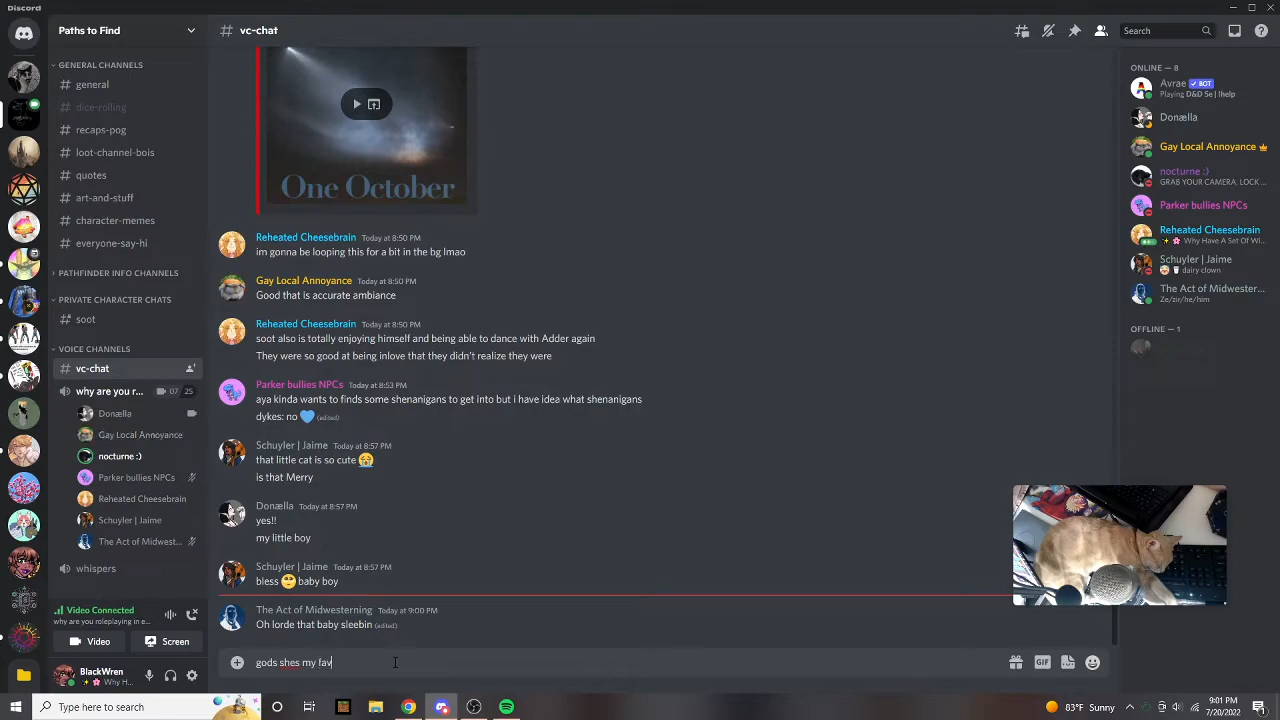 Discord
Paths to Find
GENERAL CHANNELS
general
dice-rolling
recaps-pog
loot-channel-bois
quotes
art-and-stuff
character-memes
everyone-say-hi
PATHFINDER INFO CHANNELS
PRIVATE CHARACTER CHATS
soot
VOICE CHANNELS
vc-chat
why are you r... 07 25
Donælla
Gay Local Annoyance
nocturne :)
Parker bullies NPCs
Reheated Cheesebrain
Schuyler | Jaime
The Act of Midwest...
whispers
Video Connected
why are you roleplaying in elements
Video Screen
BlackWren
Why H...
# vc-chat
Search
One October
Reheated Cheesebrain Today at 8:50 PM
im gonna be looping this for a bit in the bg lmao
Gay Local Annoyance Today at 8:50 PM
Good that is accurate ambiance
Reheated Cheesebrain Today at 8:50 PM
soot also is totally enjoying himself and being able to dance with Adder again
They were so good at being inlove that they didn't realize they were
Parker bullies NPCs Today at 8:53 PM
aya kinda wants to finds some shenanigans to get into but i have idea what shenanigans
dykes: no 💙 (edited)
Schuyler | Jaime Today at 8:57 PM
that little cat is so cute 😭
is that Merry
Donælla Today at 8:57 PM
yes!!
my little boy
Schuyler | Jaime Today at 8:57 PM
bless 🥺 baby boy
The Act of Midwesterning Today at 9:00 PM
Oh lorde that baby sleebin (edited)
gods shes my fav
GIF
ONLINE — 8
Avrae ✓ BOT
Playing D&D 5e | !help
Donælla
Gay Local Annoyance
nocturne :)
GRAB YOUR CAMERA, LOCK ...
Parker bullies NPCs
Reheated Cheesebrain
Why Have A Set Of Wi...
Schuyler | Jaime
dairy clown
The Act of Midwester...
Ze/zir/he/him
OFFLINE — 1
Type here to search
83°F Sunny
9:01 PM
7/20/2022